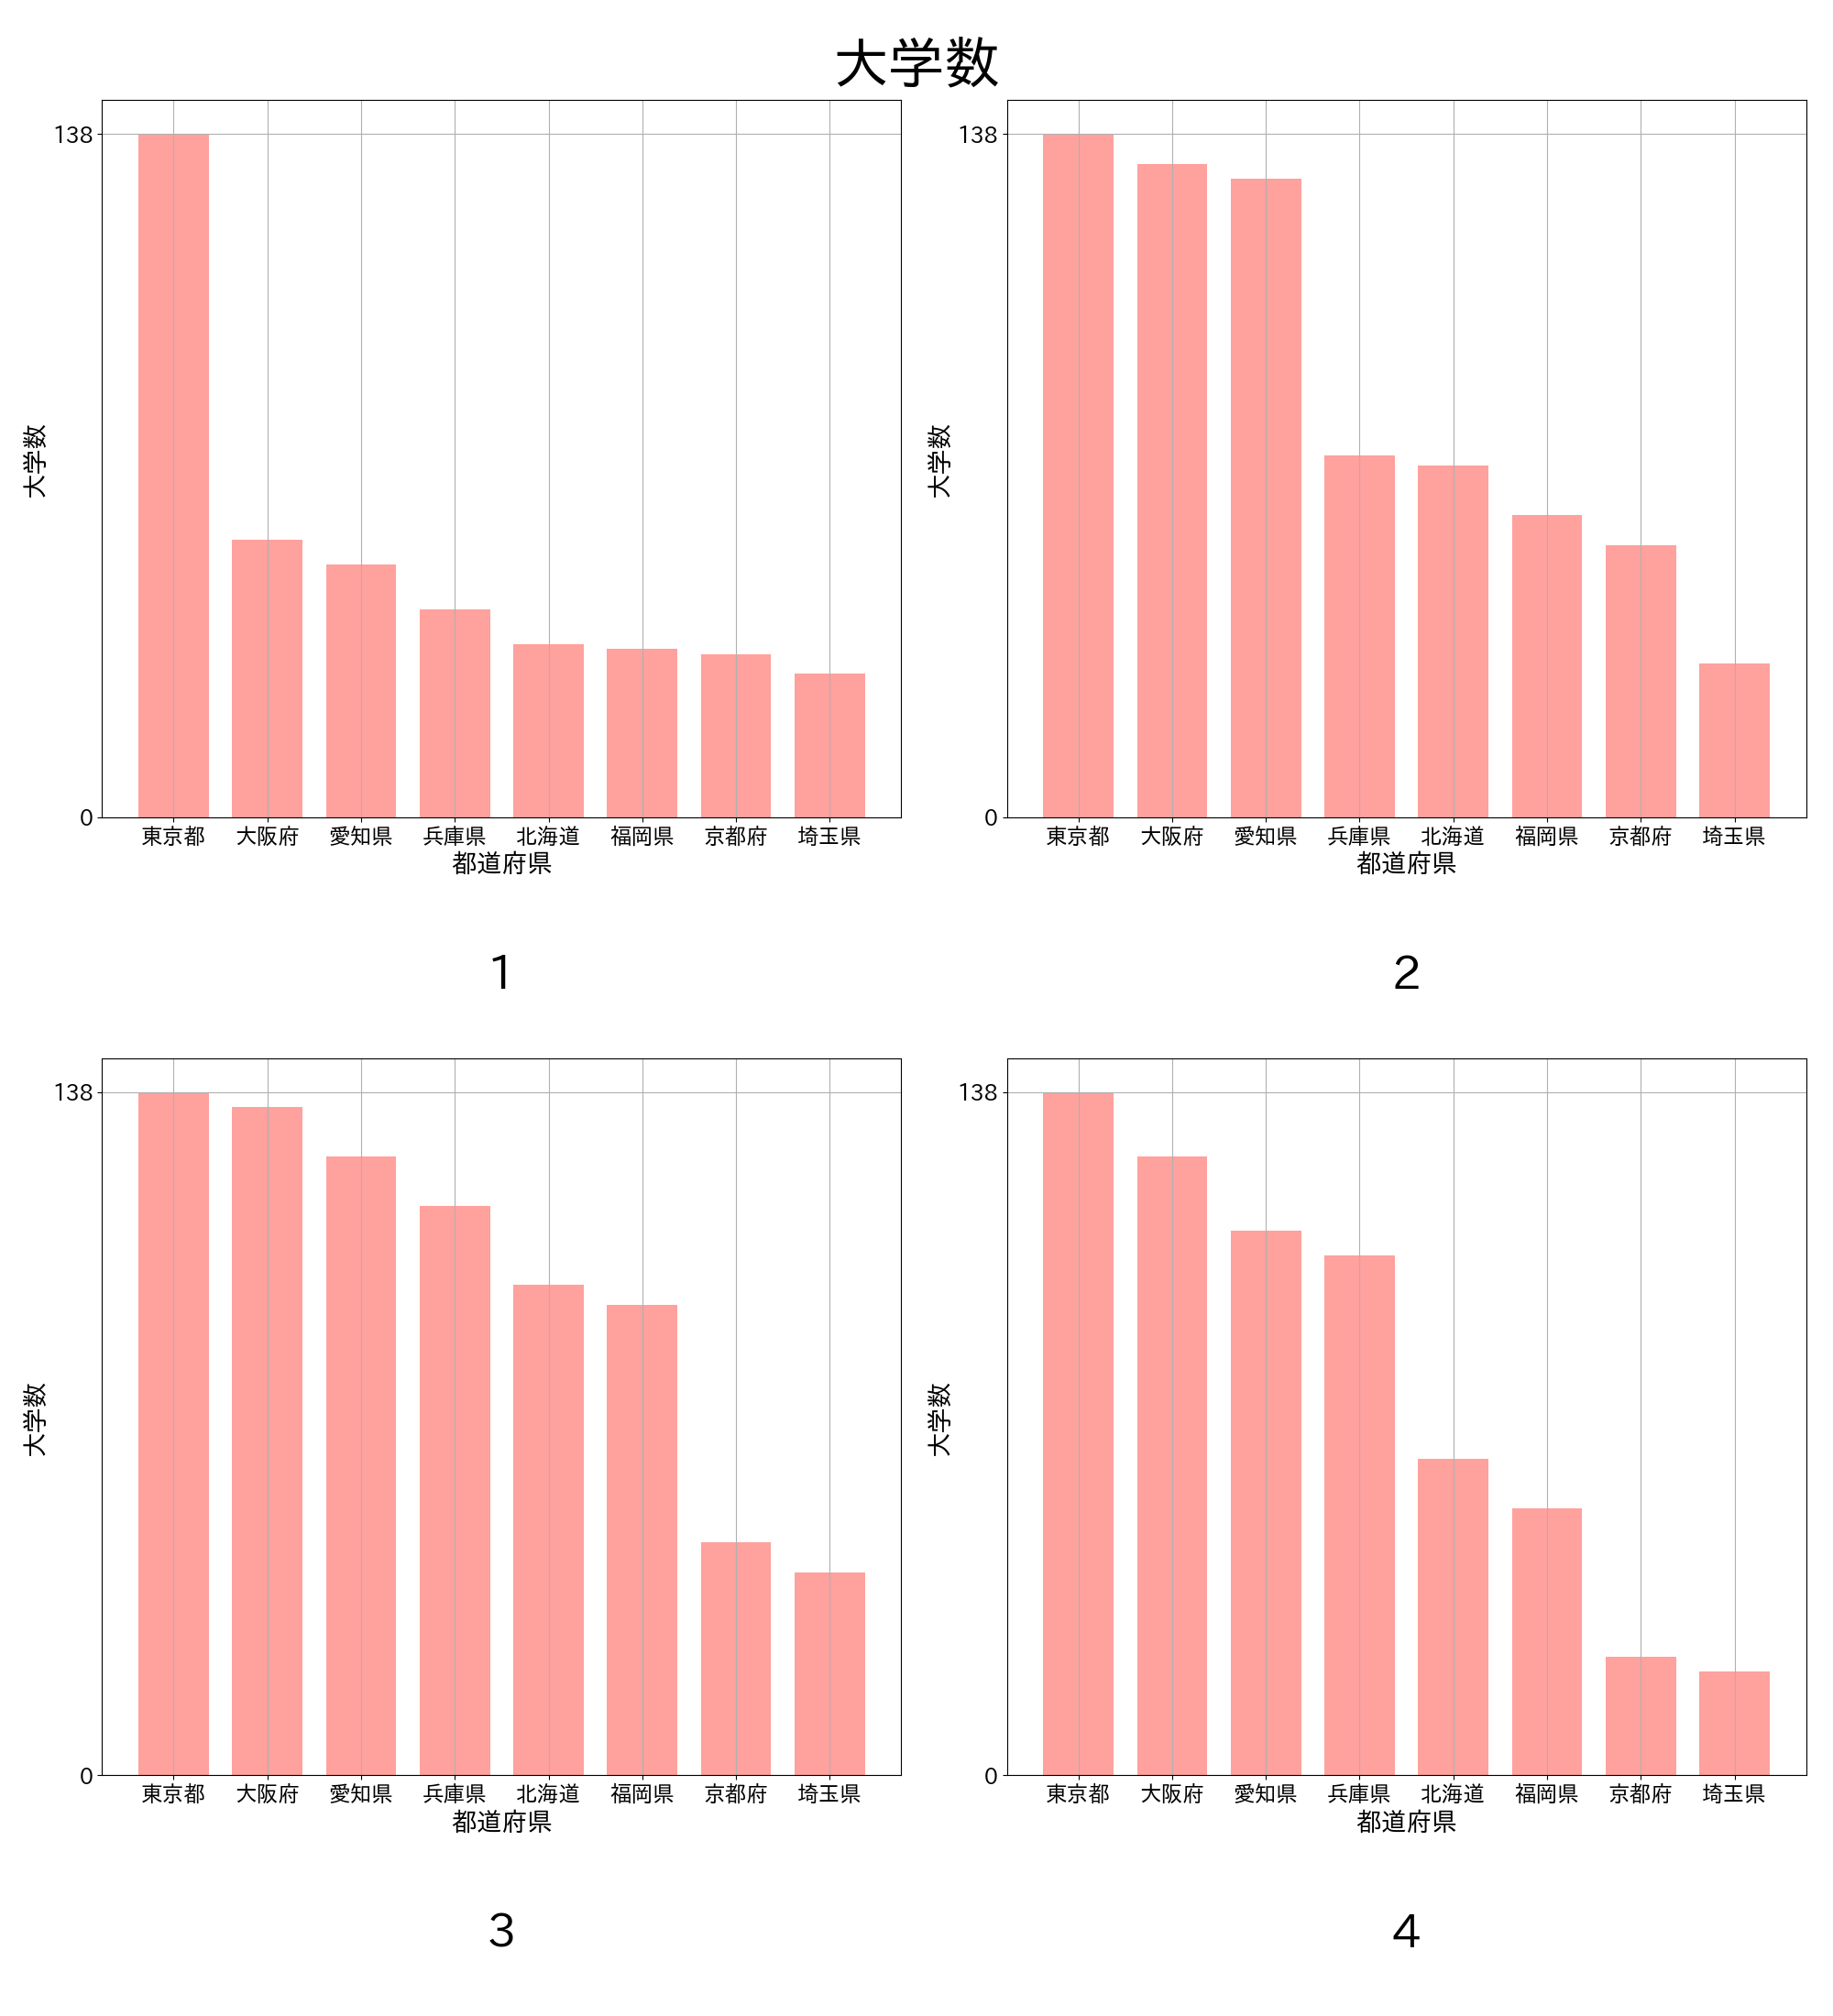 大学数
138
0
大学数
東京都 大阪府 愛知県 兵庫県 北海道 福岡県 京都府 埼玉県
都道府県
1
138
0
大学数
東京都 大阪府 愛知県 兵庫県 北海道 福岡県 京都府 埼玉県
都道府県
2
138
0
大学数
東京都 大阪府 愛知県 兵庫県 北海道 福岡県 京都府 埼玉県
都道府県
3
138
0
大学数
東京都 大阪府 愛知県 兵庫県 北海道 福岡県 京都府 埼玉県
都道府県
4